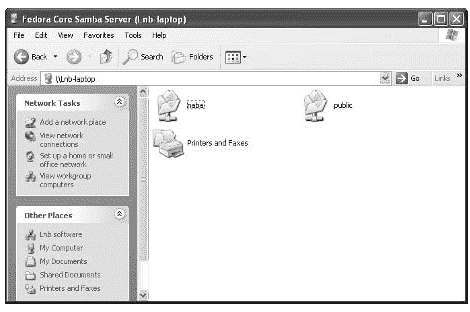 Fedora Core Samba Server (Lnb-laptop)
File Edit View Favorites Tools Help
Back Search Folders
Address \\Lnb-laptop Go Links »
Network Tasks
Add a network place
View network
connections
Set up a home or small
office network
View workgroup
computers
Other Places
Lnb software
My Computer
My Documents
Shared Documents
Printers and Faxes
public
Printers and Faxes